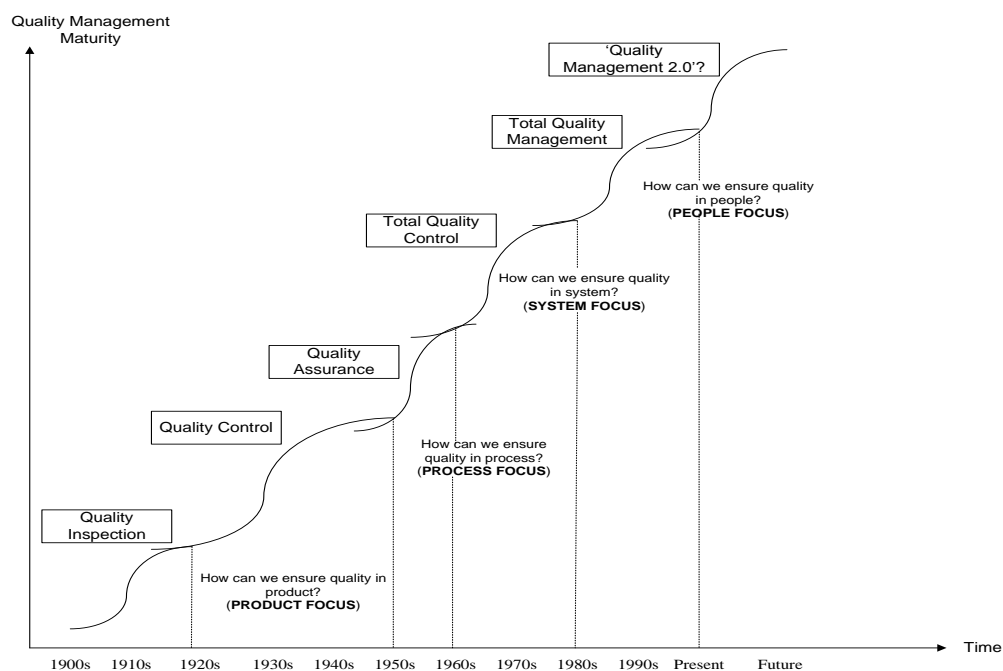 Quality Management
Maturity
'Quality
Management 2.0'?
Total Quality
Management
How can we ensure quality
in people?
(PEOPLE FOCUS)
Total Quality
Control
How can we ensure quality
in system?
(SYSTEM FOCUS)
Quality
Assurance
Quality Control
How can we ensure
quality in process?
(PROCESS FOCUS)
Quality
Inspection
How can we ensure quality in
product?
(PRODUCT FOCUS)
Time
1900s 1910s 1920s 1930s 1940s 1950s 1960s 1970s 1980s 1990s Present Future